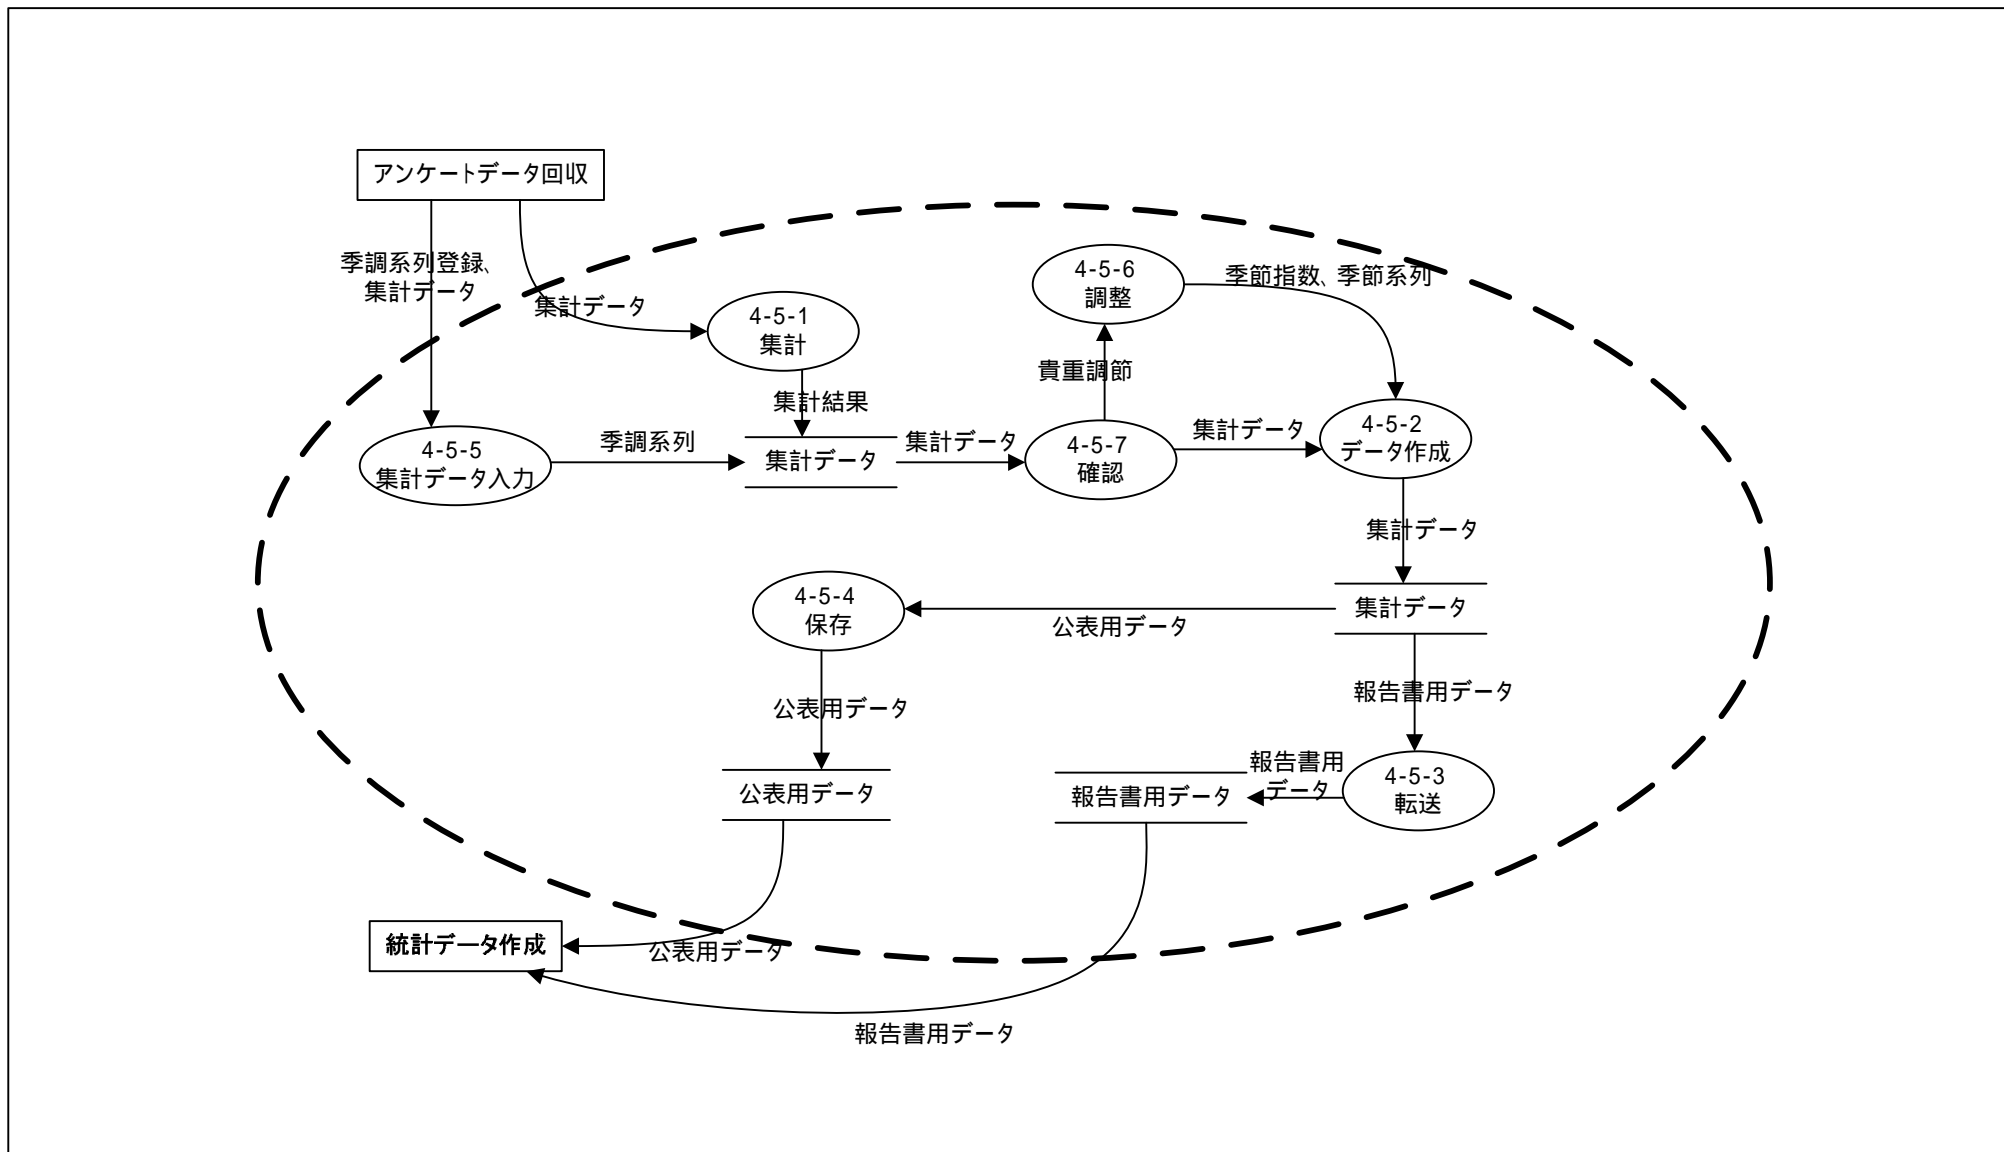 アンケートデータ回収
季調系列登録、
集計データ
集計データ
4-5-1
集計
4-5-6
調整
季節指数、季節系列
貴重調節
集計結果
4-5-5
集計データ入力
季調系列
集計データ
集計データ
4-5-7
確認
集計データ
4-5-2
データ作成
集計データ
4-5-4
保存
公表用データ
集計データ
公表用データ
報告書用データ
公表用データ
報告書用データ
報告書用
データ
4-5-3
転送
統計データ作成
公表用データ
報告書用データ